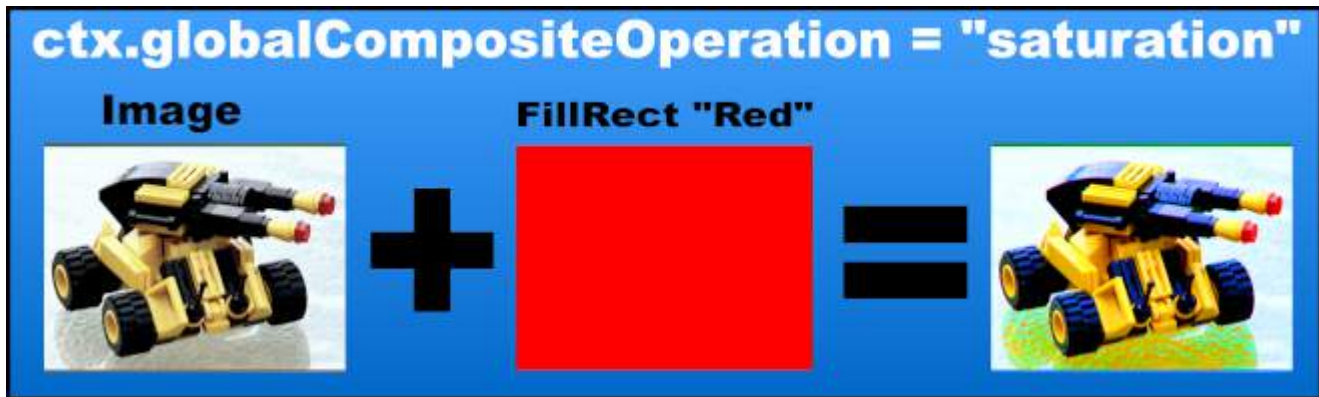 ctx.globalCompositeOperation = "saturation"
Image
FillRect "Red"